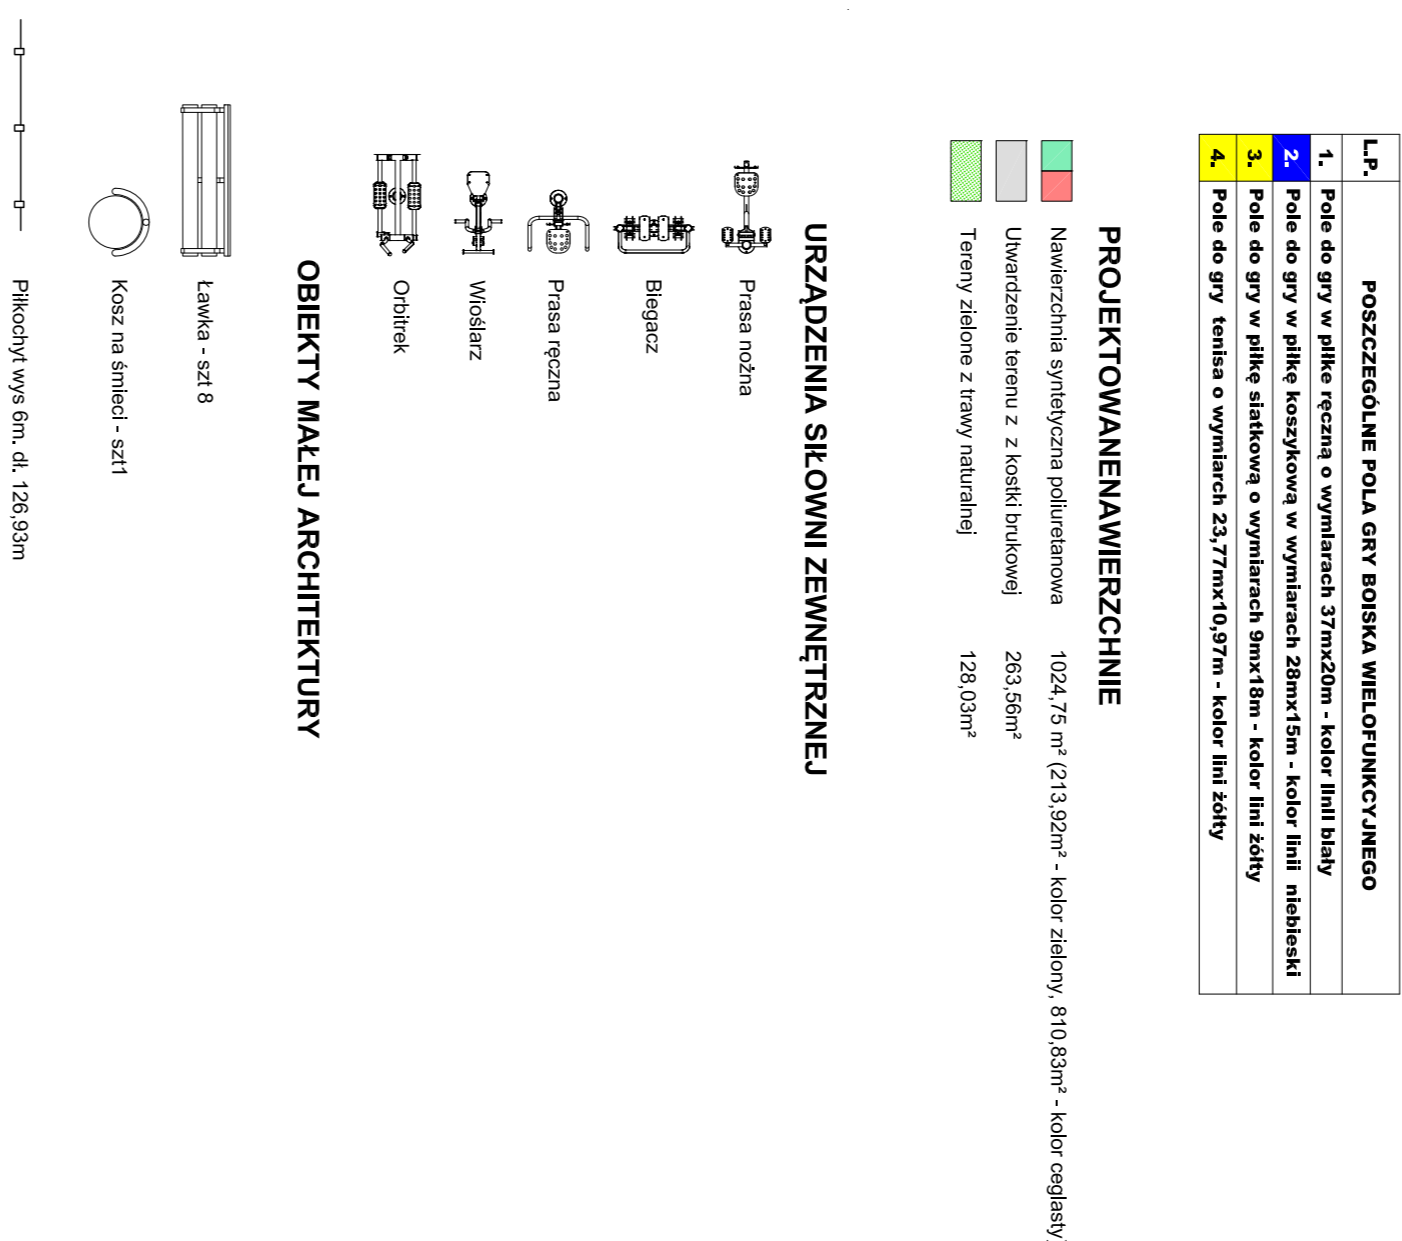 L.P. POSZCZEGÓLNE POLA GRY BOISKA WIELOFUNKCYJNEGO
1. Pole do gry w piłke ręczną o wymiarach 37mx20m - kolor linii biały
2. Pole do gry w piłkę koszykową w wymiarach 28mx15m - kolor linii niebieski
3. Pole do gry w piłkę siatkową o wymiarach 9mx18m - kolor lini żółty
4. Pole do gry tenisa o wymiarch 23,77mx10,97m - kolor lini żółty
PROJEKTOWANENAWIERZCHNIE
Nawierzchnia syntetyczna poliuretanowa 1024,75 m² (213,92m² - kolor zielony, 810,83m² - kolor ceglasty)
Utwardzenie terenu z z kostki brukowej 263,56m²
Tereny zielone z trawy naturalnej 128,03m²
URZĄDZENIA SIŁOWNI ZEWNĘTRZNEJ
Prasa nożna
Biegacz
Prasa ręczna
Wioślarz
Orbitrek
OBIEKTY MAŁEJ ARCHITEKTURY
Ławka - szt 8
Kosz na śmieci - szt1
Piłkochyt wys 6m. dł. 126,93m